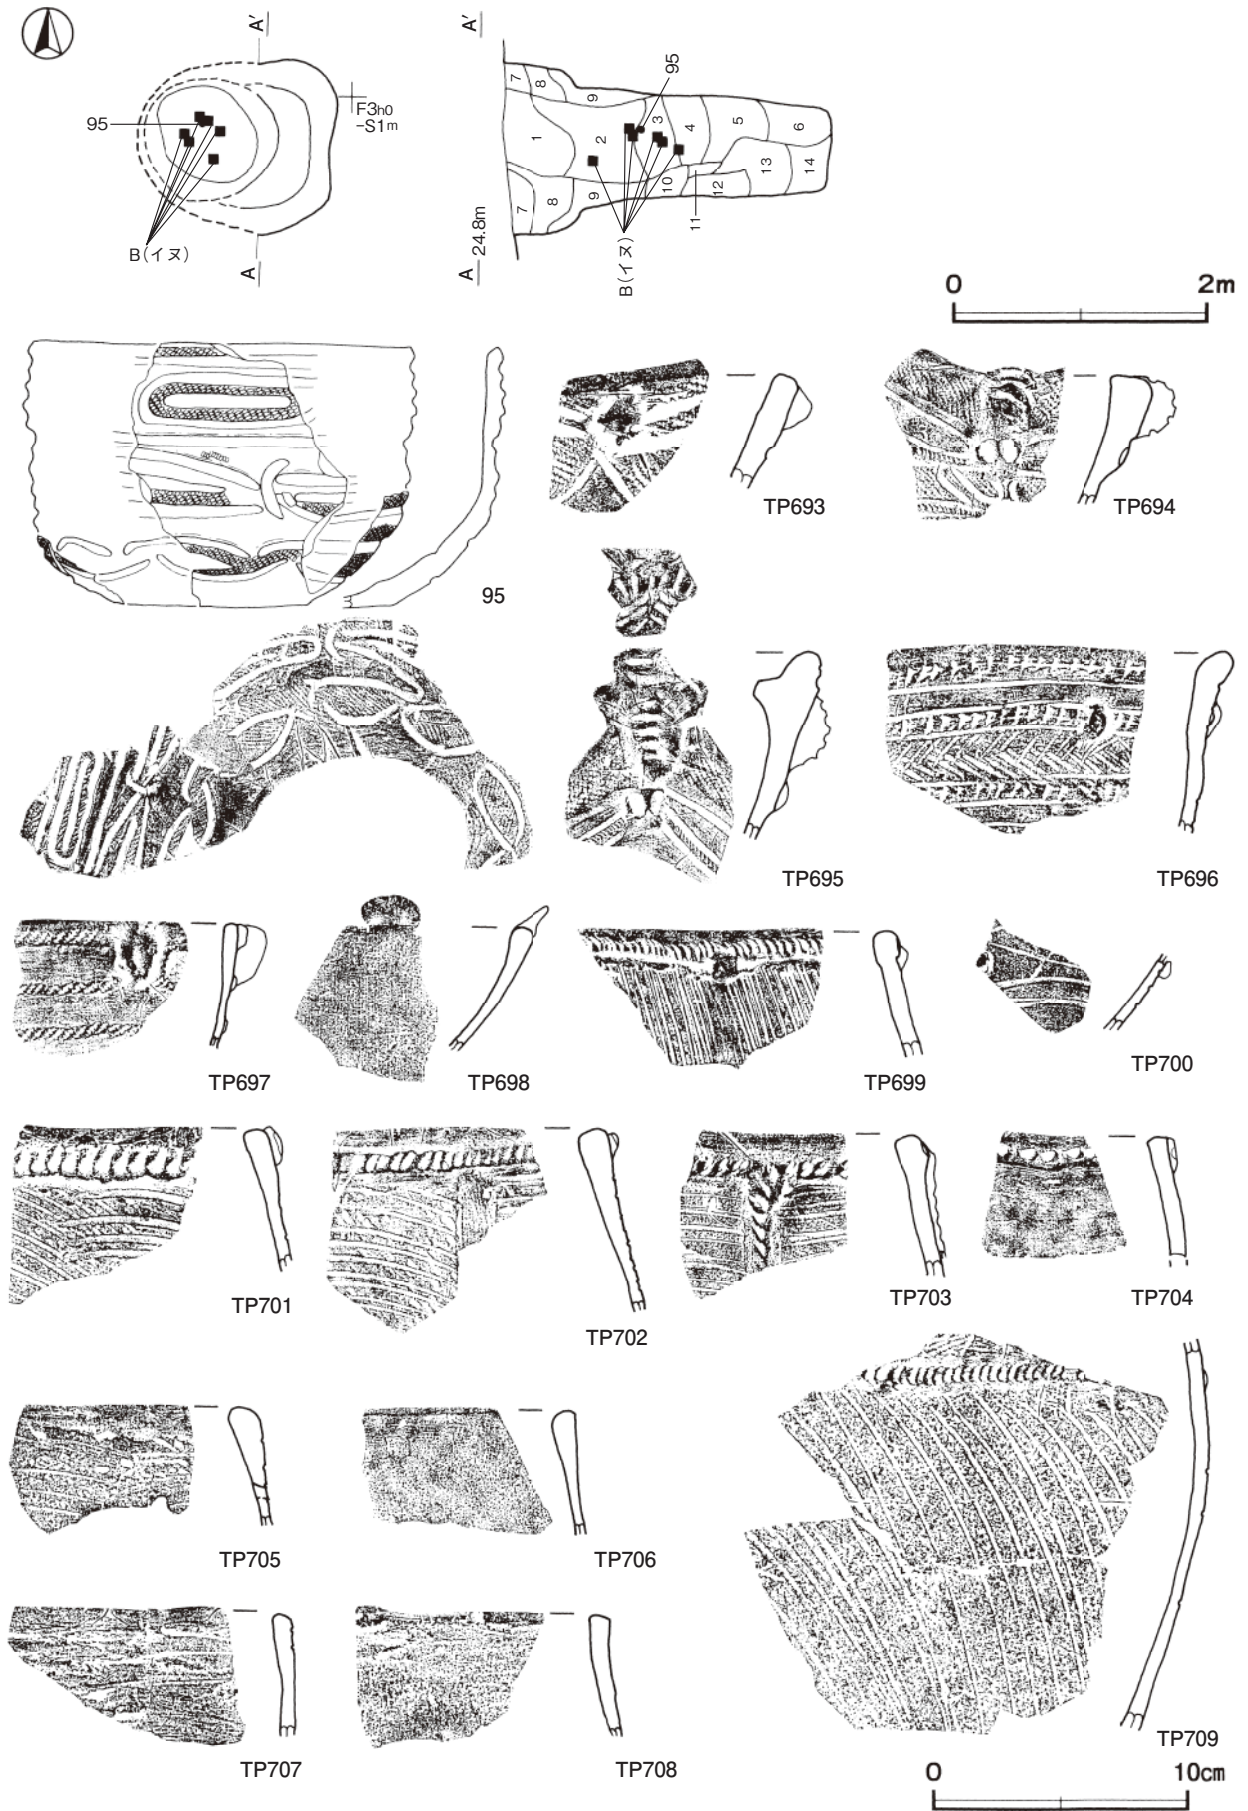 A'
A'
95
F3h0
-S1m
95
B(イヌ)
A
7
8
9
1
2
3
4
5
6
7
8
9
10
11
12
13
14
95
B(イヌ)
A 24.8m
0 2m
95
TP693
TP694
TP695
TP696
TP697
TP698
TP699
TP700
TP701
TP702
TP703
TP704
TP705
TP706
TP707
TP708
TP709
0 10cm